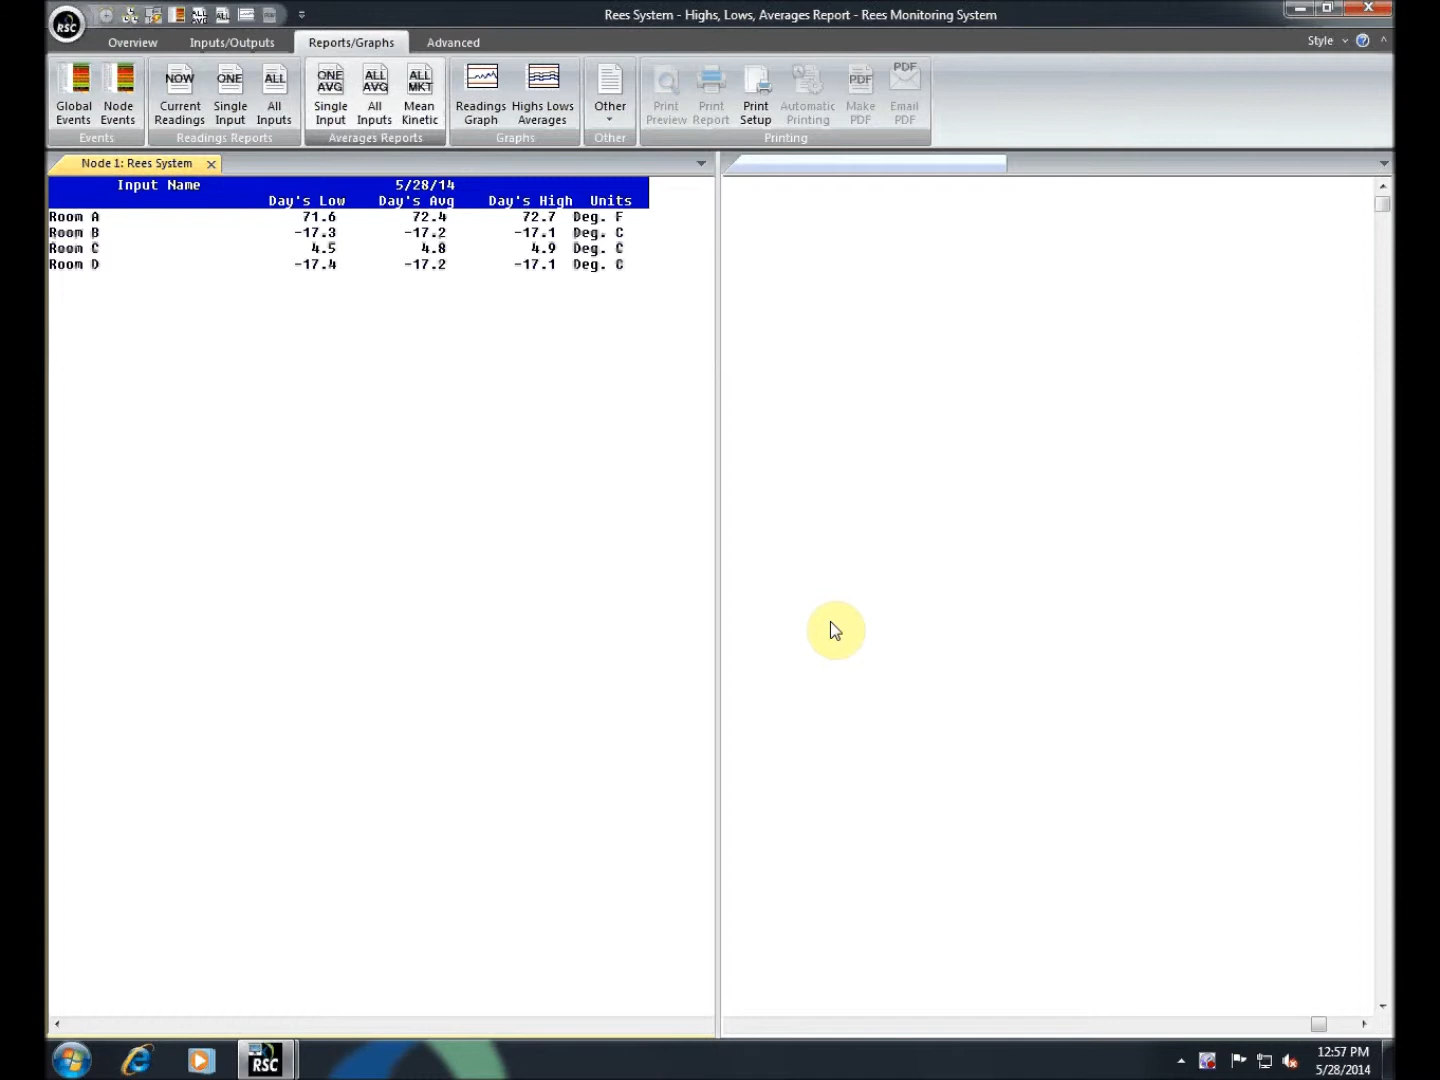 RSC
Rees System - Highs, Lows, Averages Report - Rees Monitoring System
Overview Inputs/Outputs Reports/Graphs Advanced Style
NOW ONE ALL ONE AVG ALL AVG ALL MKT PDF PDF
Global Events Node Events Current Readings Single Input All Inputs Single Input All Inputs Mean Kinetic Readings Graph Highs Lows Averages Other Print Preview Print Report Print Setup Automatic Printing Make PDF Email PDF
Events Readings Reports Averages Reports Graphs Other Printing
Node 1: Rees System
Input Name 5/28/14
Day's Low Day's Avg Day's High Units
Room A 71.6 72.4 72.7 Deg. F
Room B -17.3 -17.2 -17.1 Deg. C
Room C 4.5 4.8 4.9 Deg. C
Room D -17.4 -17.2 -17.1 Deg. C
RSC
12:57 PM
5/28/2014